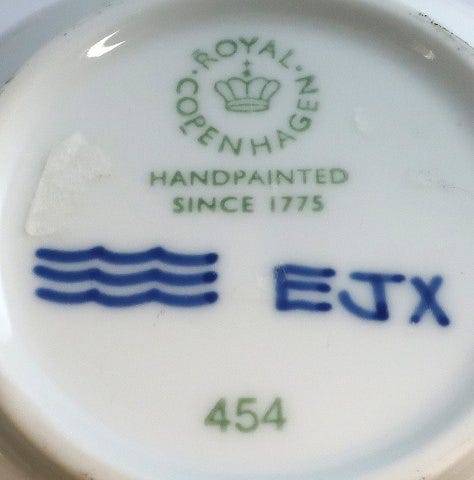 ROYAL
COPENHAGEN
HANDPAINTED
SINCE 1775
EJX
454